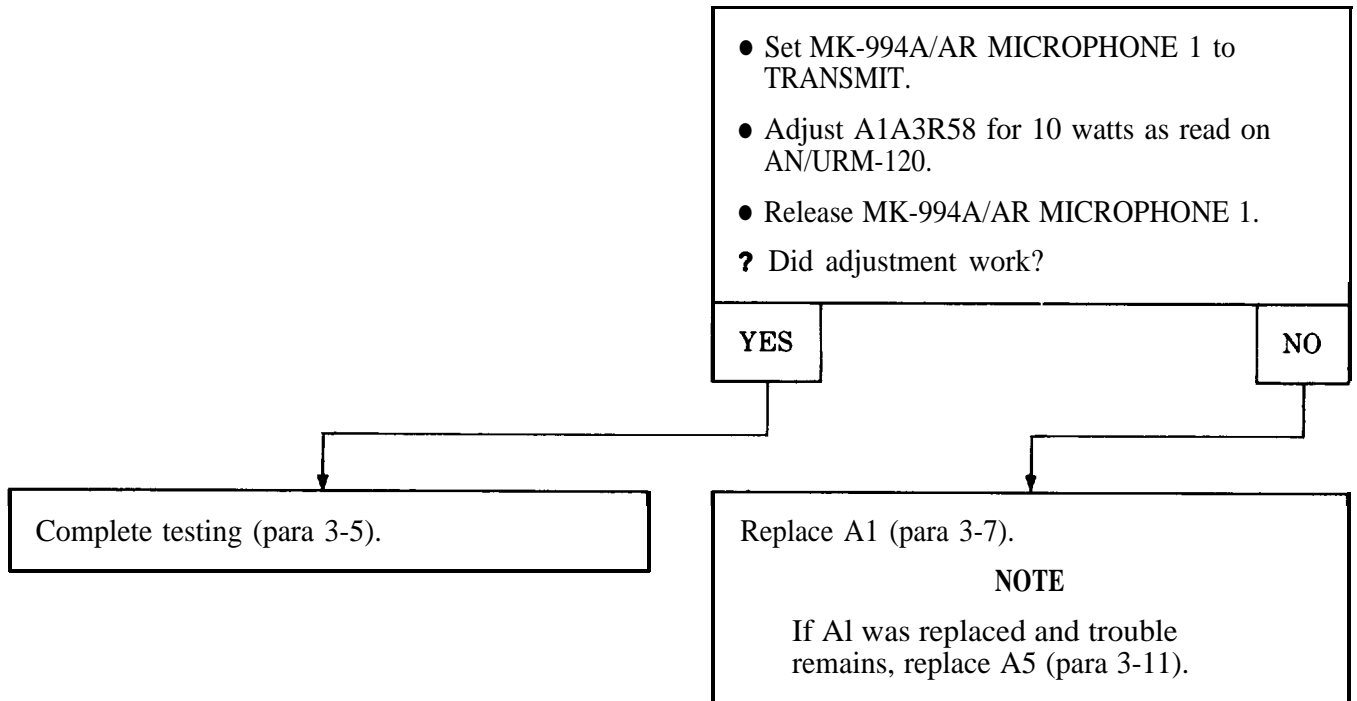 ● Set MK-994A/AR MICROPHONE 1 to
TRANSMIT.
● Adjust A1A3R58 for 10 watts as read on
AN/URM-120.
● Release MK-994A/AR MICROPHONE 1.
? Did adjustment work?
YES
NO
Complete testing (para 3-5).
Replace A1 (para 3-7).
NOTE
If Al was replaced and trouble
remains, replace A5 (para 3-11).